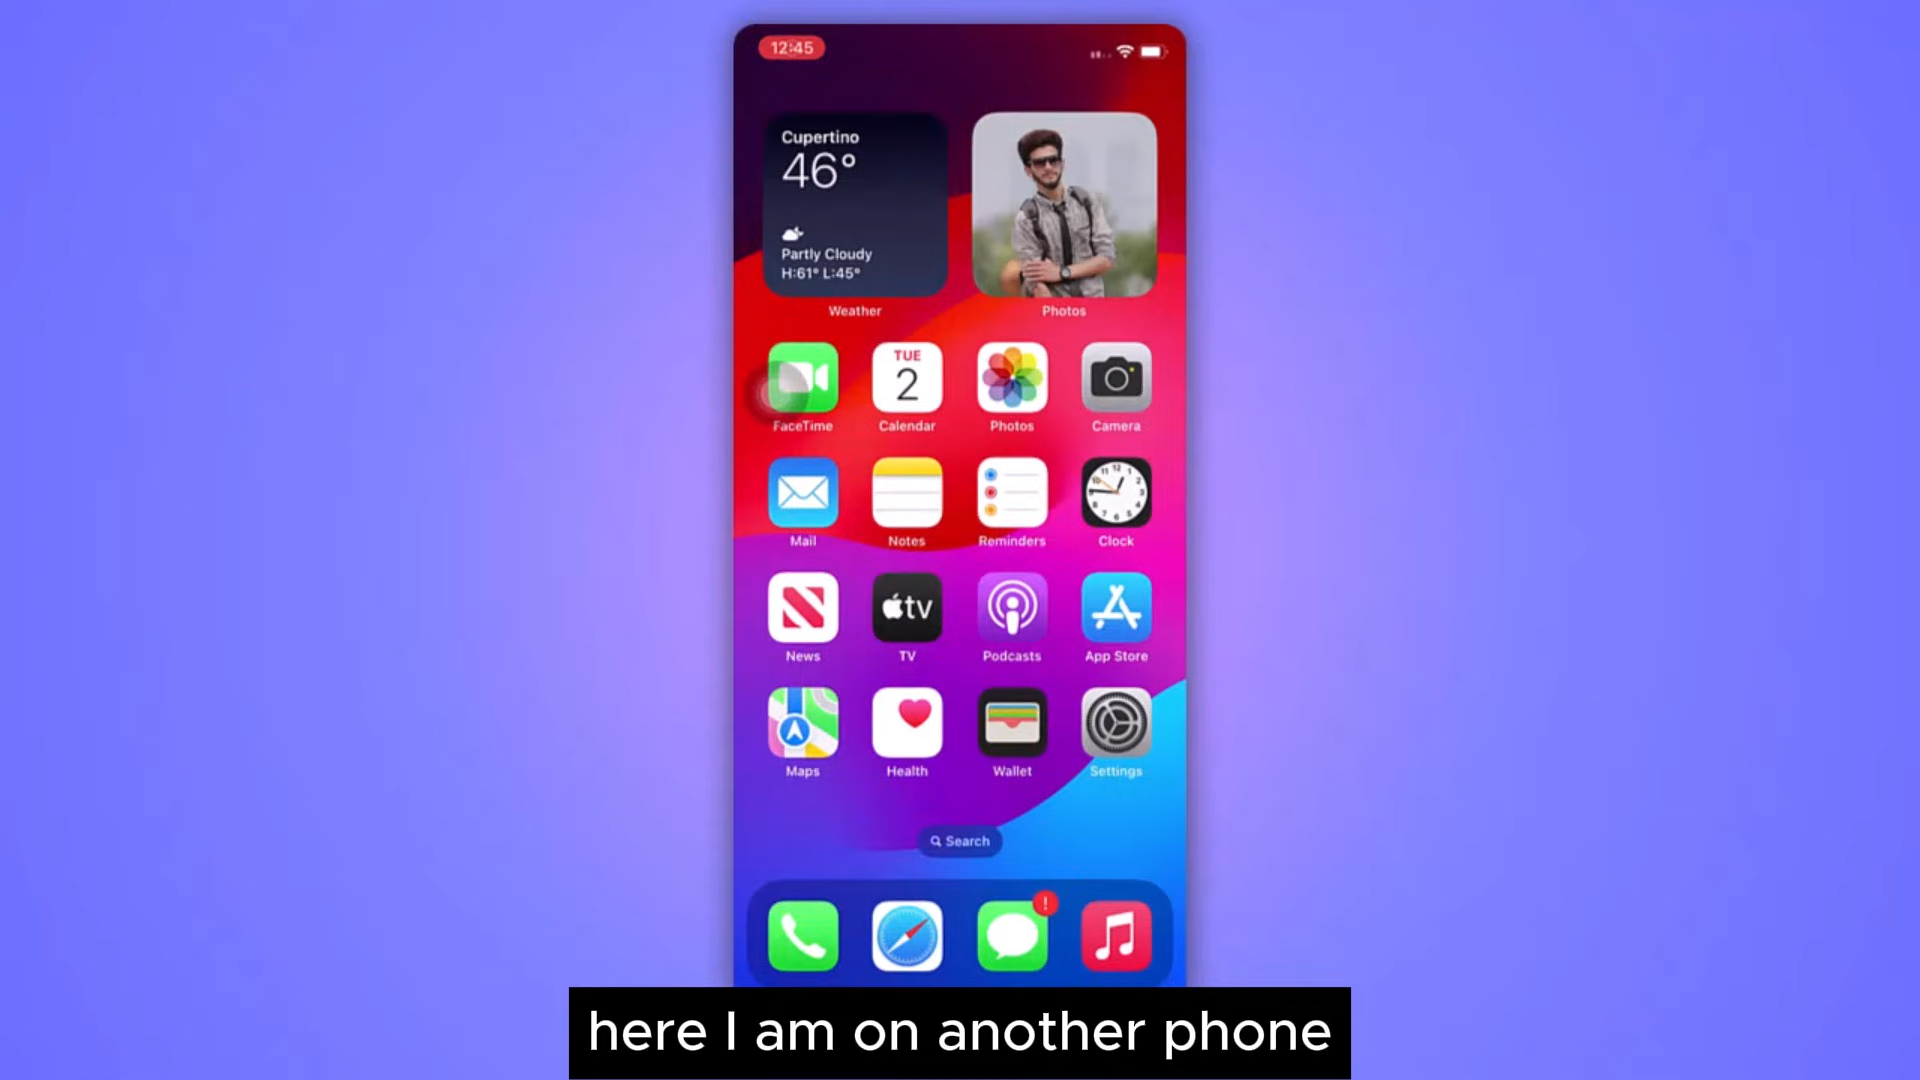 12:45
Cupertino
46°
Partly Cloudy
H:61° L:45°
Weather
Photos
TUE
2
FaceTime
Calendar
Photos
Camera
Mail
Notes
Reminders
Clock
tv
News
TV
Podcasts
App Store
Maps
Health
Wallet
Settings
Search
!
here I am on another phone